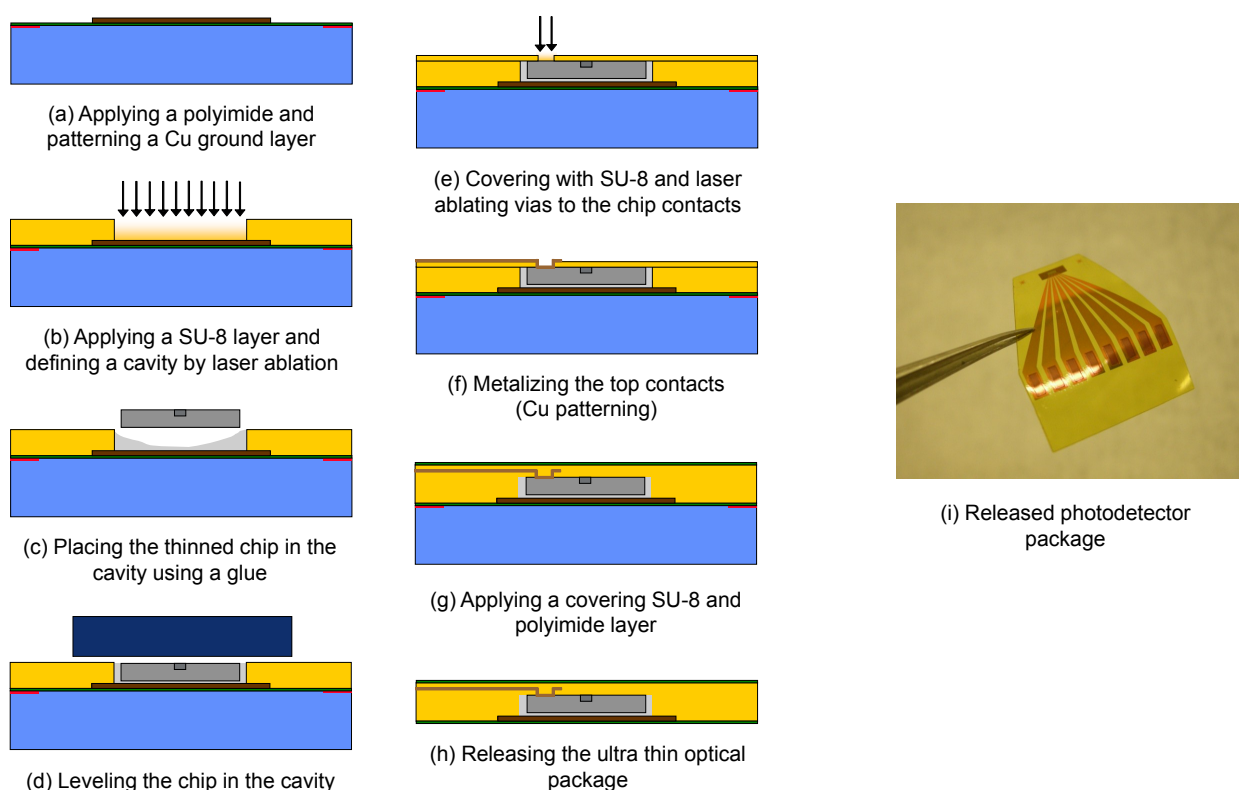 (a) Applying a polyimide and
patterning a Cu ground layer
(b) Applying a SU-8 layer and
defining a cavity by laser ablation
(c) Placing the thinned chip in the
cavity using a glue
(d) Leveling the chip in the cavity
(e) Covering with SU-8 and laser
ablating vias to the chip contacts
(f) Metalizing the top contacts
(Cu patterning)
(g) Applying a covering SU-8 and
polyimide layer
(h) Releasing the ultra thin optical
package
(i) Released photodetector
package